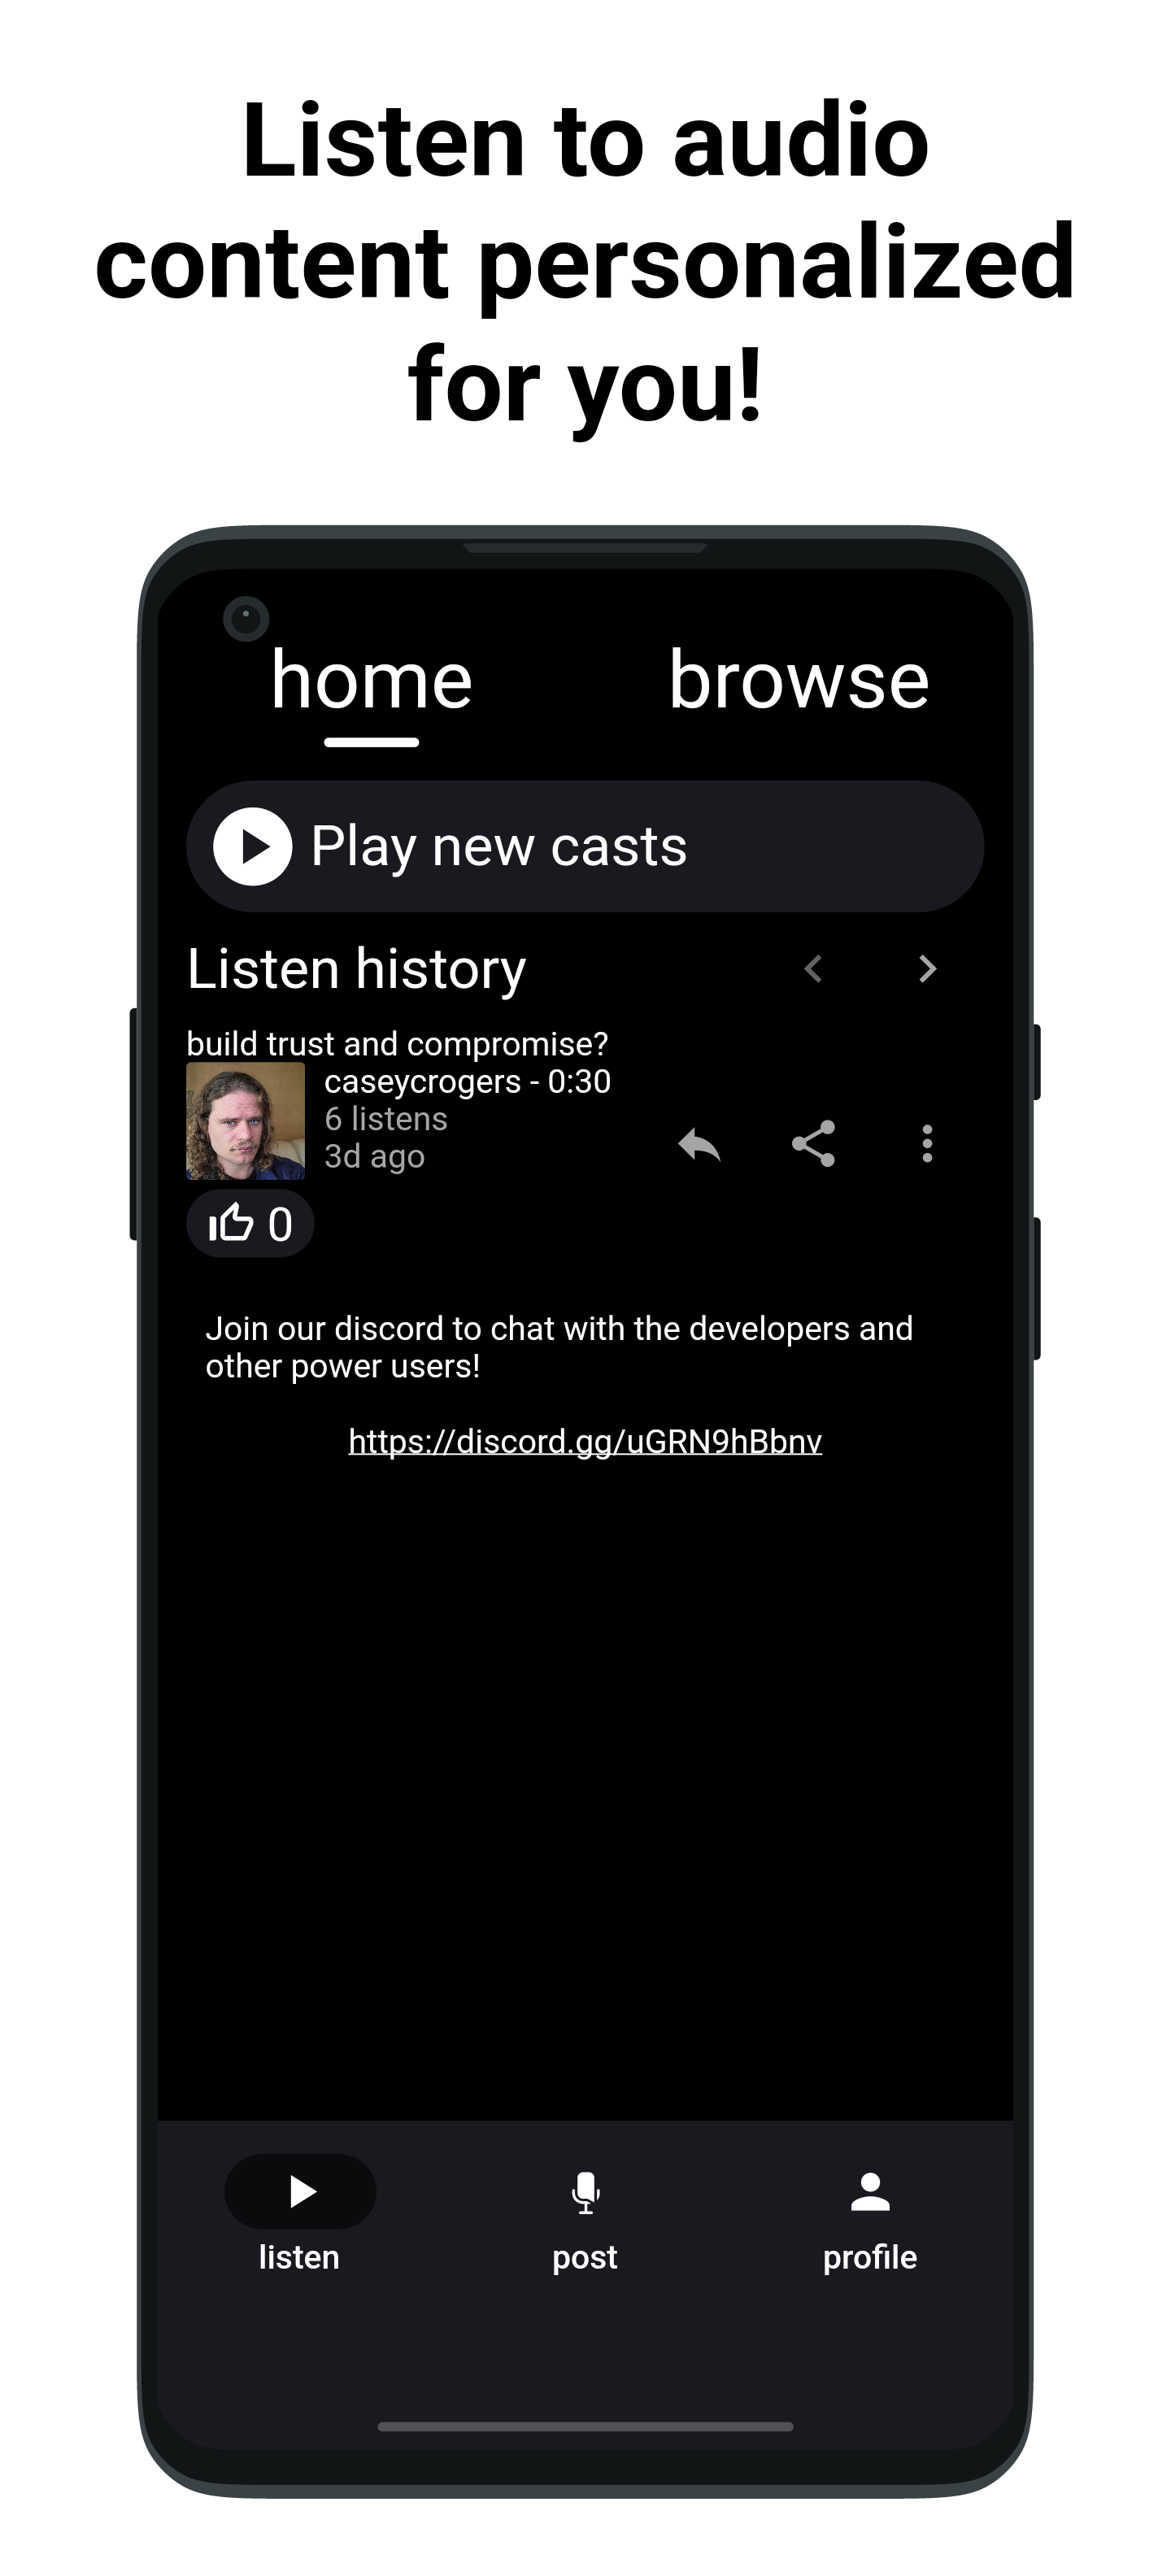 Listen to audio
content personalized
for you!
home
browse
Play new casts
Listen history
build trust and compromise?
caseycrogers - 0:30
6 listens
3d ago
0
Join our discord to chat with the developers and
other power users!
https://discord.gg/uGRN9hBbnv
listen
post
profile